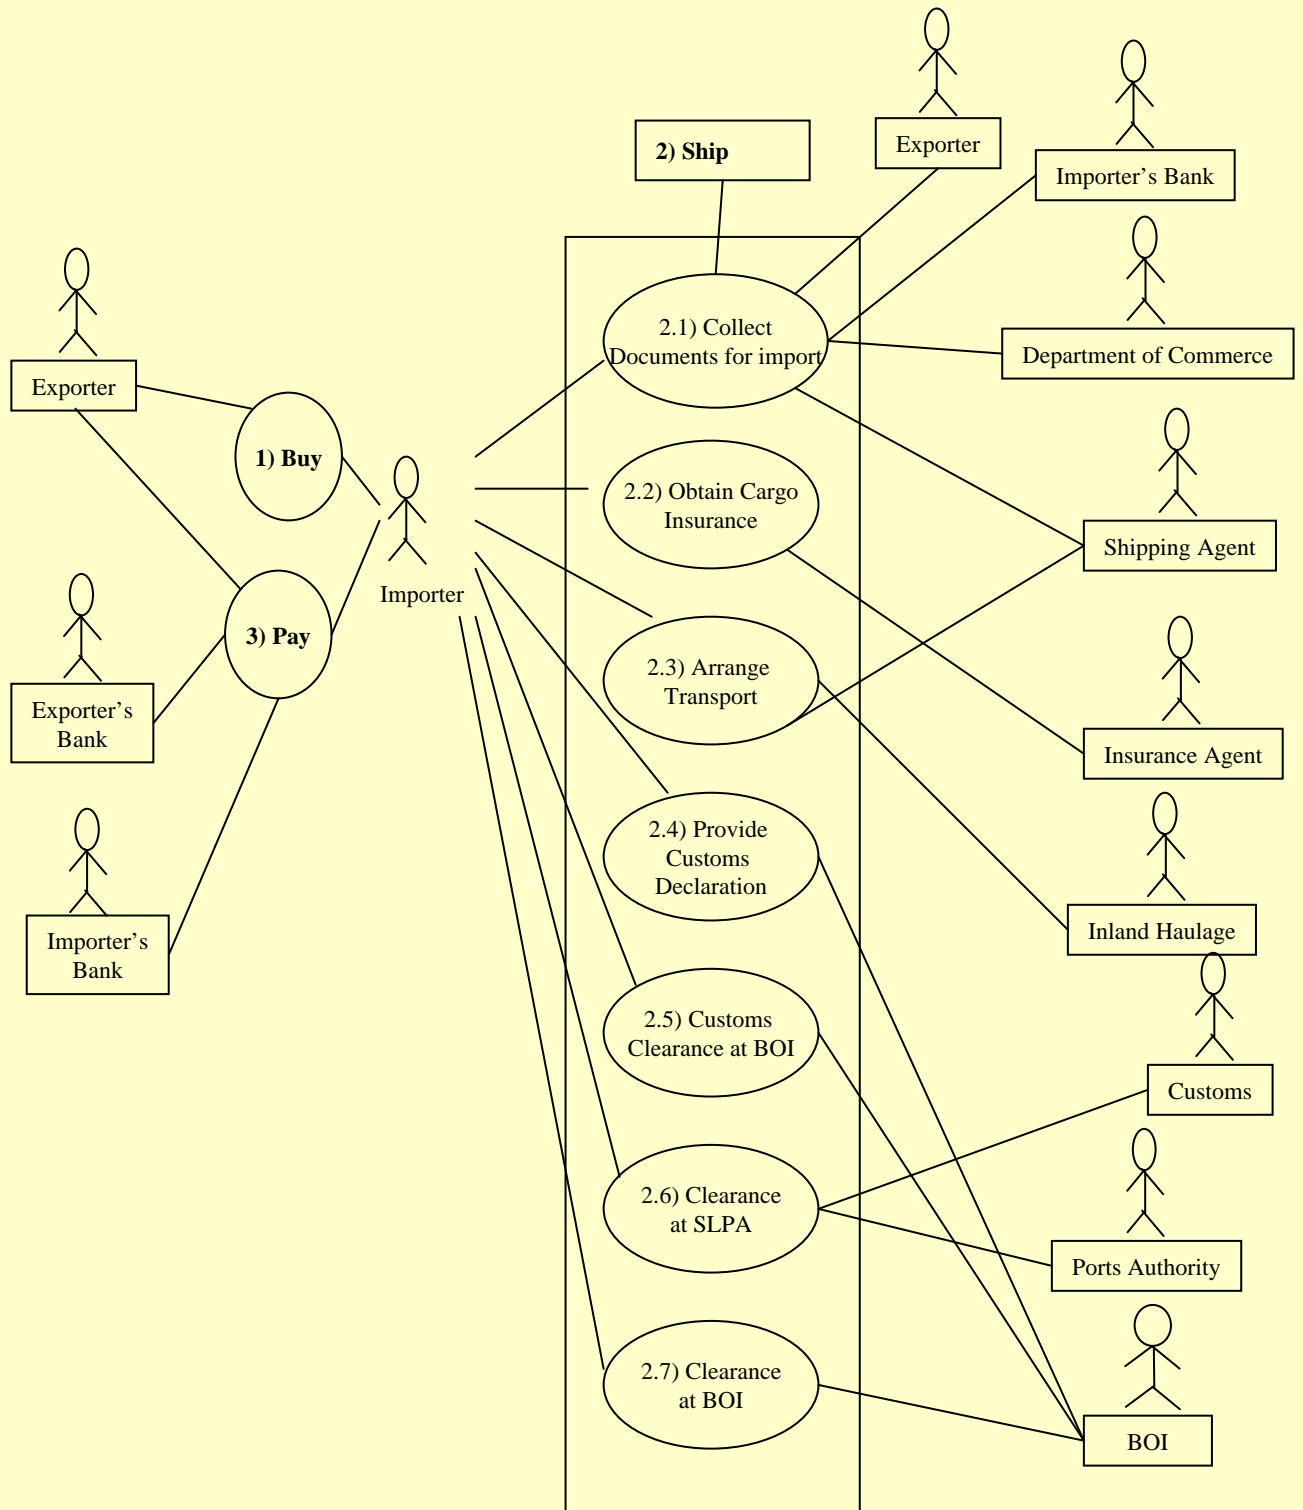 Exporter
Importer's Bank
2) Ship
Department of Commerce
2.1) Collect
Documents for import
Exporter
1) Buy
Importer
2.2) Obtain Cargo
Insurance
Shipping Agent
3) Pay
Exporter's
Bank
2.3) Arrange
Transport
Insurance Agent
Importer's
Bank
2.4) Provide
Customs
Declaration
Inland Haulage
2.5) Customs
Clearance at BOI
Customs
2.6) Clearance
at SLPA
Ports Authority
2.7) Clearance
at BOI
BOI